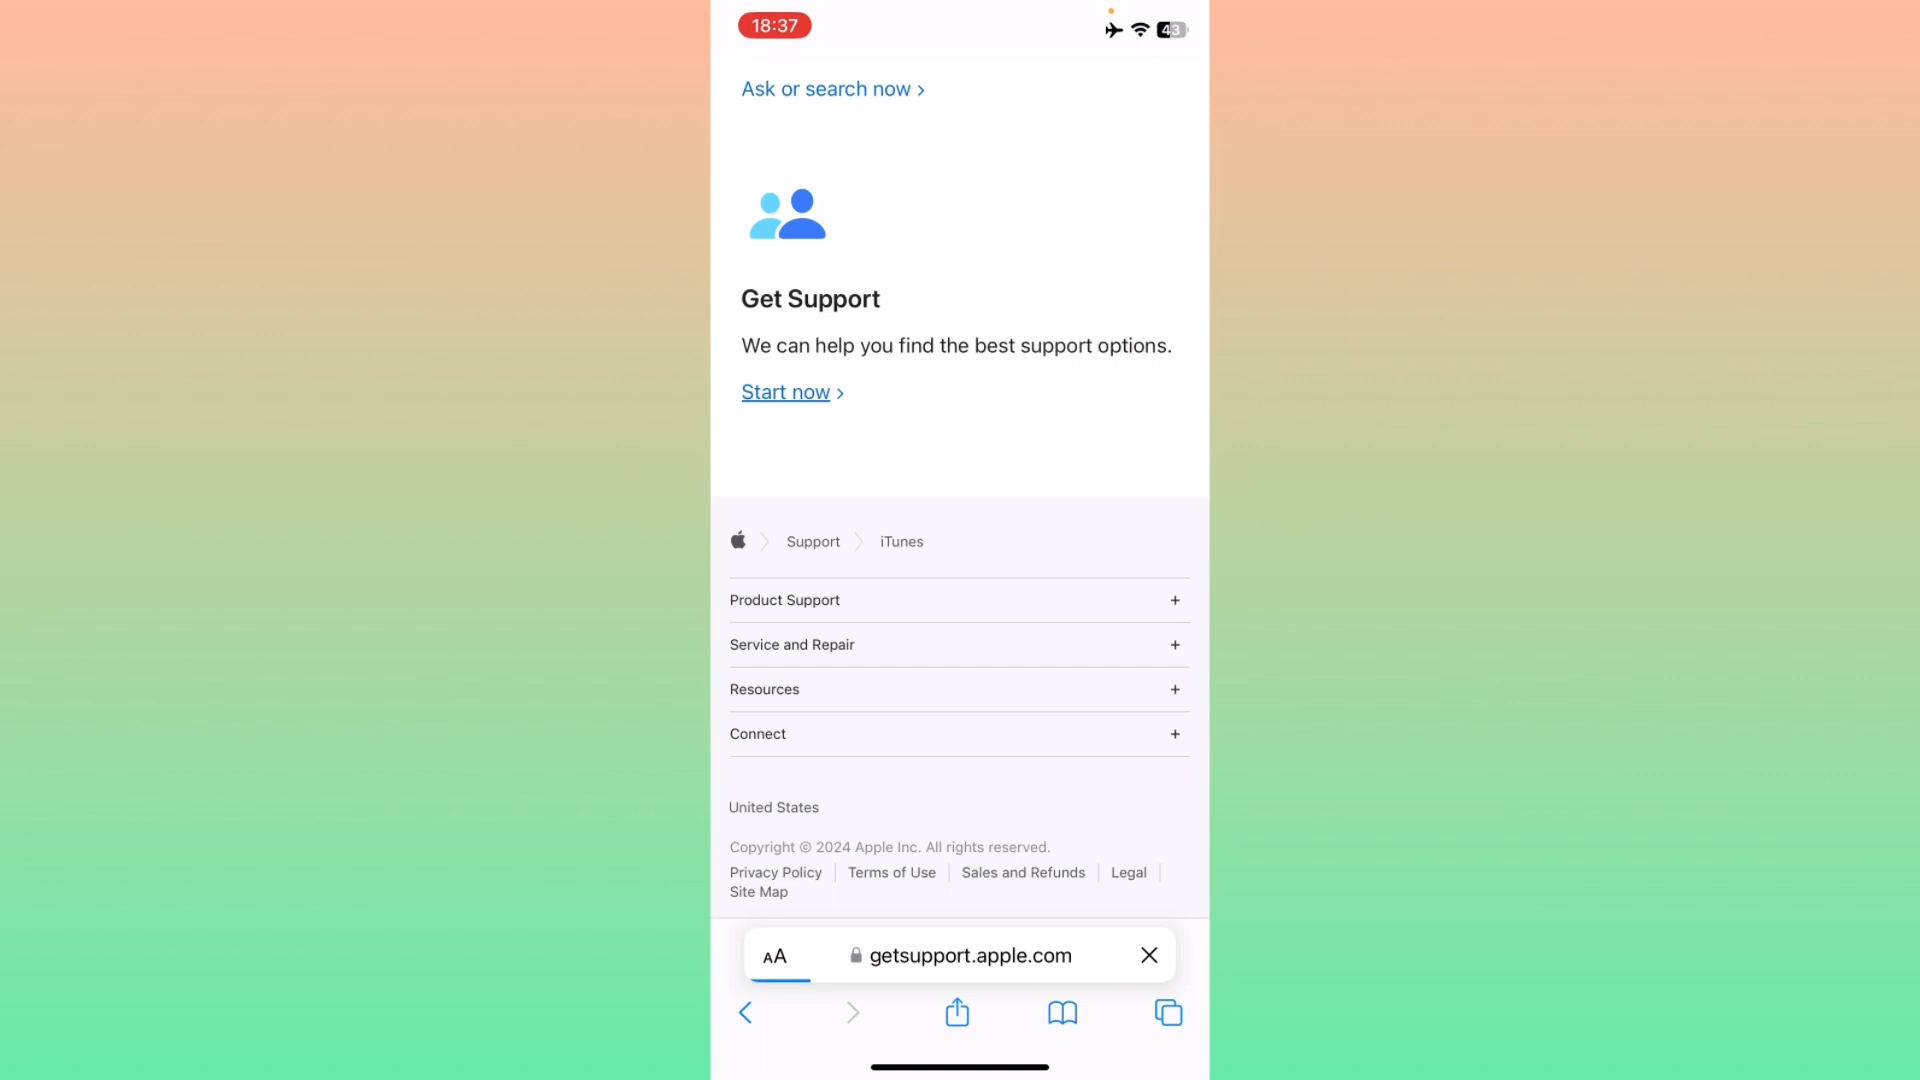 18:37
43
Ask or search now
Get Support
We can help you find the best support options.
Start now
Support
iTunes
Product Support
Service and Repair
Resources
Connect
United States
Copyright © 2024 Apple Inc. All rights reserved.
Privacy Policy | Terms of Use | Sales and Refunds | Legal |
Site Map
AA getsupport.apple.com